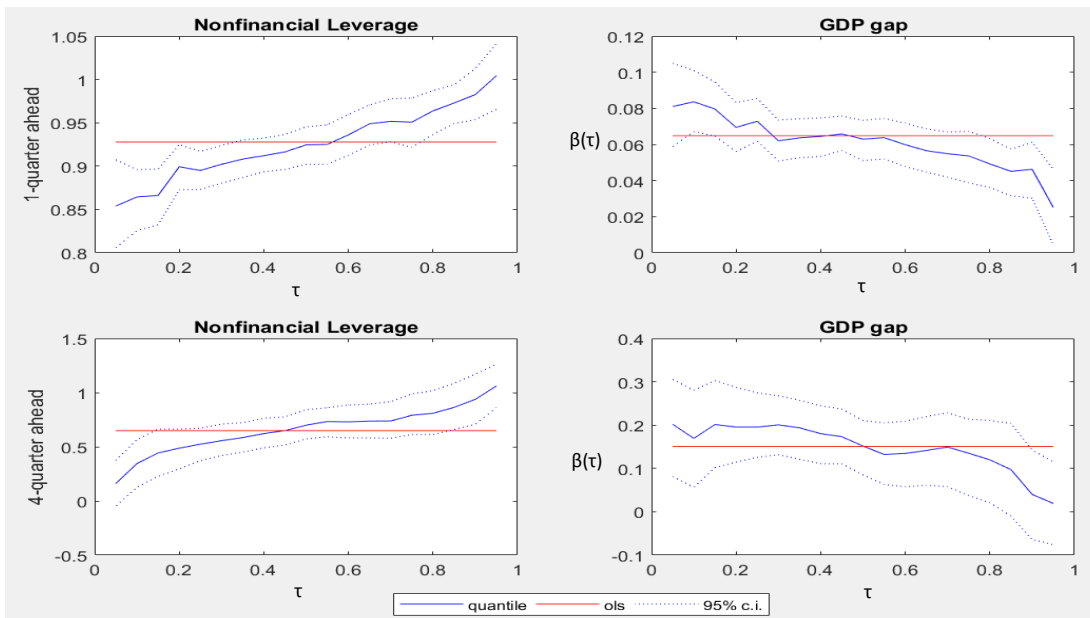 Nonfinancial Leverage
1-quarter ahead
1.05
1
0.95
0.9
0.85
0.8
0 0.2 0.4 0.6 0.8 1
τ
GDP gap
β(τ)
0.12
0.1
0.08
0.06
0.04
0.02
0
0 0.2 0.4 0.6 0.8 1
τ
Nonfinancial Leverage
4-quarter ahead
1.5
1
0.5
0
-0.5
0 0.2 0.4 0.6 0.8 1
τ
GDP gap
β(τ)
0.4
0.3
0.2
0.1
0
-0.1
0 0.2 0.4 0.6 0.8 1
τ
quantile ols 95% c.i.